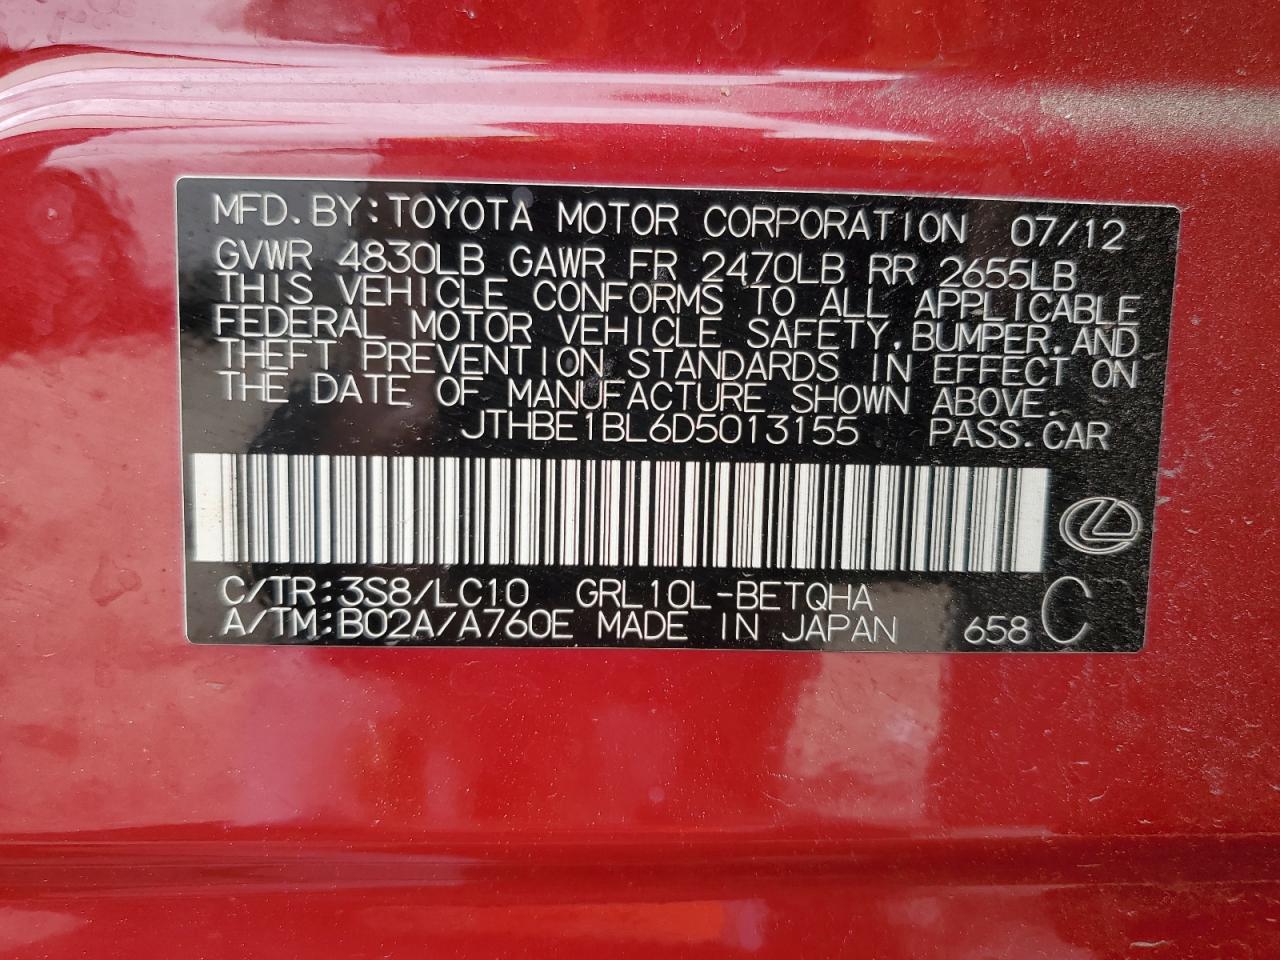 MFD.BY:TOYOTA MOTOR CORPORATION 07/12
GVWR 4830LB GAWR FR 2470LB RR 2655LB
THIS VEHICLE CONFORMS TO ALL APPLICABLE
FEDERAL MOTOR VEHICLE SAFETY,BUMPER,AND
THEFT PREVENTION STANDARDS IN EFFECT ON
THE DATE OF MANUFACTURE SHOWN ABOVE.
JTHBE1BL6D5013155 PASS.CAR
C/TR:3S8/LC10 GRL10L-BETQHA
A/TM:B02A/A760E MADE IN JAPAN 658 C